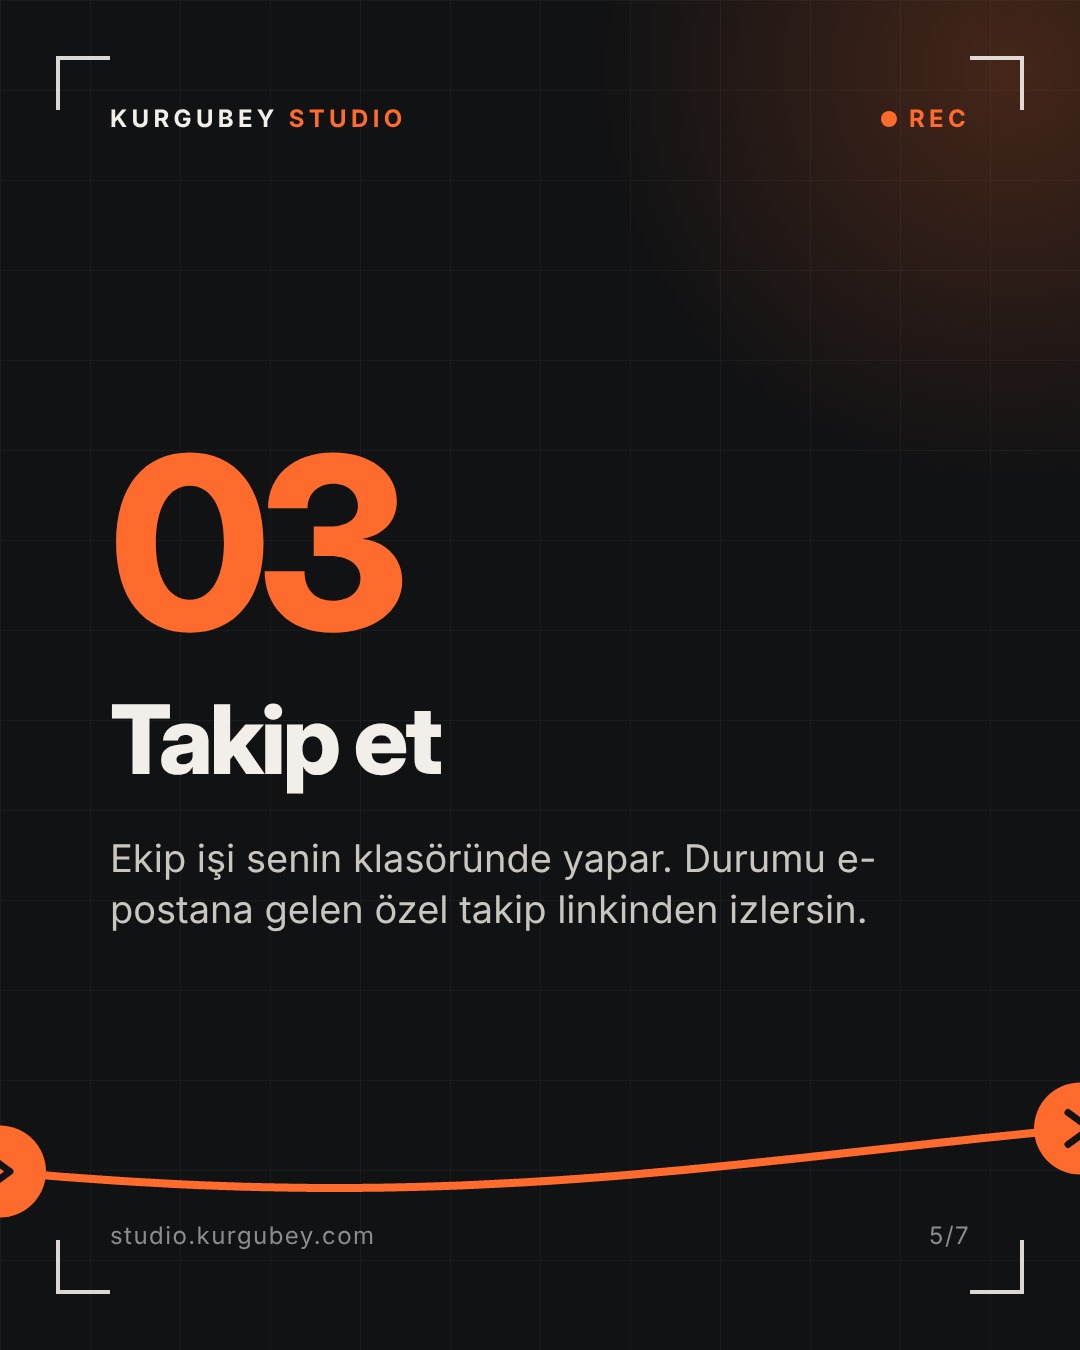 KURGUBEY STUDIO
REC
03
Takip et
Ekip işi senin klasöründe yapar. Durumu e-
postana gelen özel takip linkinden izlersin.
studio.kurgubey.com
5/7